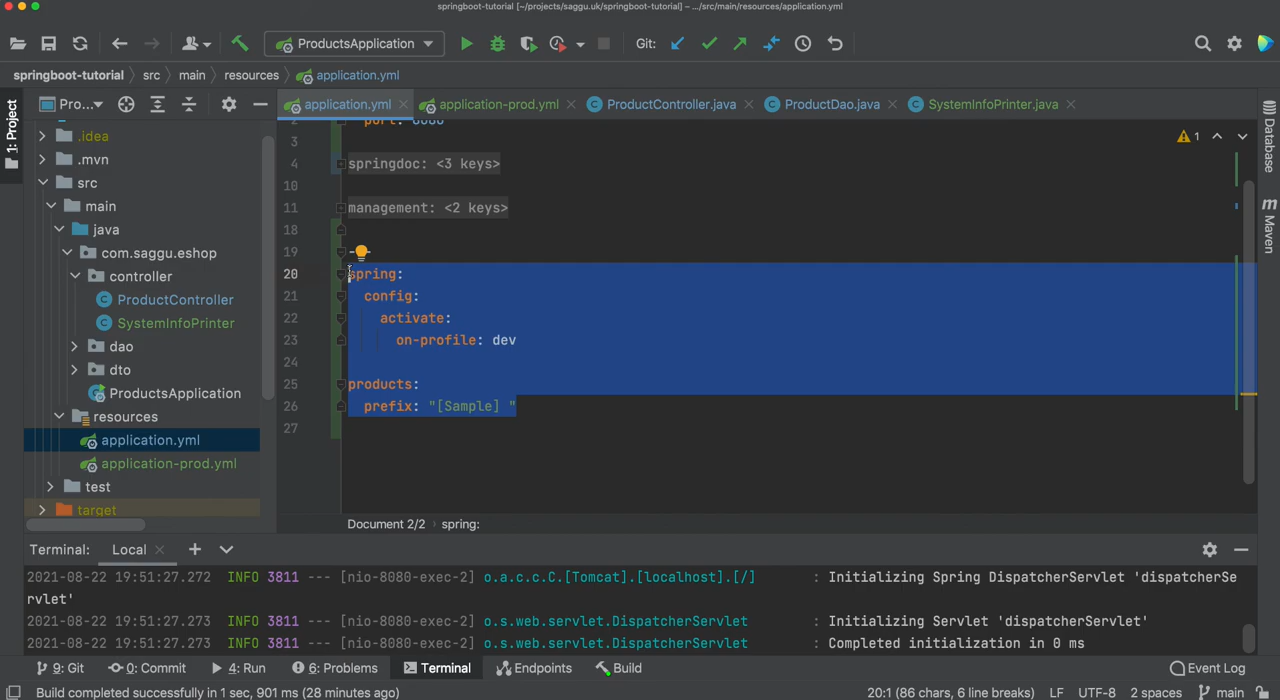 springboot-tutorial [~/projects/saggu.uk/springboot-tutorial] – .../src/main/resources/application.yml
ProductsApplication
Git:
springboot-tutorial
src
main
resources
application.yml
1: Project
Pro...
application.yml
application-prod.yml
ProductController.java
ProductDao.java
SystemInfoPrinter.java
Database
Maven
.idea
.mvn
src
main
java
com.saggu.eshop
controller
ProductController
SystemInfoPrinter
dao
dto
ProductsApplication
resources
application.yml
application-prod.yml
test
target
1
2 port: 8080
3
4 springdoc: <3 keys>
10
11 management: <2 keys>
18
19
20 spring:
21 config:
22 activate:
23 on-profile: dev
24
25 products:
26 prefix: "[Sample] "
27
Document 2/2 spring:
Terminal: Local
2021-08-22 19:51:27.272 INFO 3811 --- [nio-8080-exec-2] o.a.c.c.C.[Tomcat].[localhost].[/] : Initializing Spring DispatcherServlet 'dispatcherSe
rvlet'
2021-08-22 19:51:27.273 INFO 3811 --- [nio-8080-exec-2] o.s.web.servlet.DispatcherServlet : Initializing Servlet 'dispatcherServlet'
2021-08-22 19:51:27.273 INFO 3811 --- [nio-8080-exec-2] o.s.web.servlet.DispatcherServlet : Completed initialization in 0 ms
9: Git 0: Commit 4: Run 6: Problems Terminal Endpoints Build Event Log
Build completed successfully in 1 sec, 901 ms (28 minutes ago) 20:1 (86 chars, 6 line breaks) LF UTF-8 2 spaces main